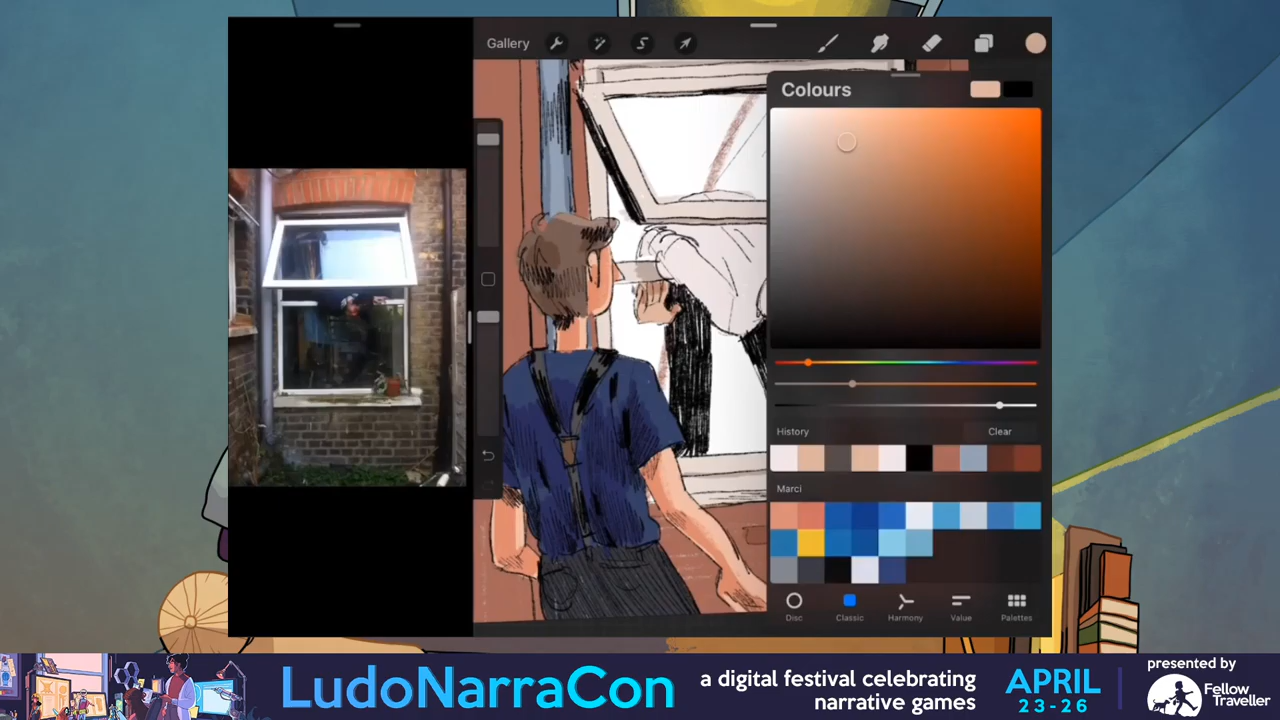 Gallery
Colours
History
Clear
Marci
Disc
Classic
Harmony
Value
Palettes
LudoNarraCon
a digital festival celebrating
narrative games
APRIL
23-26
presented by
Fellow
Traveller